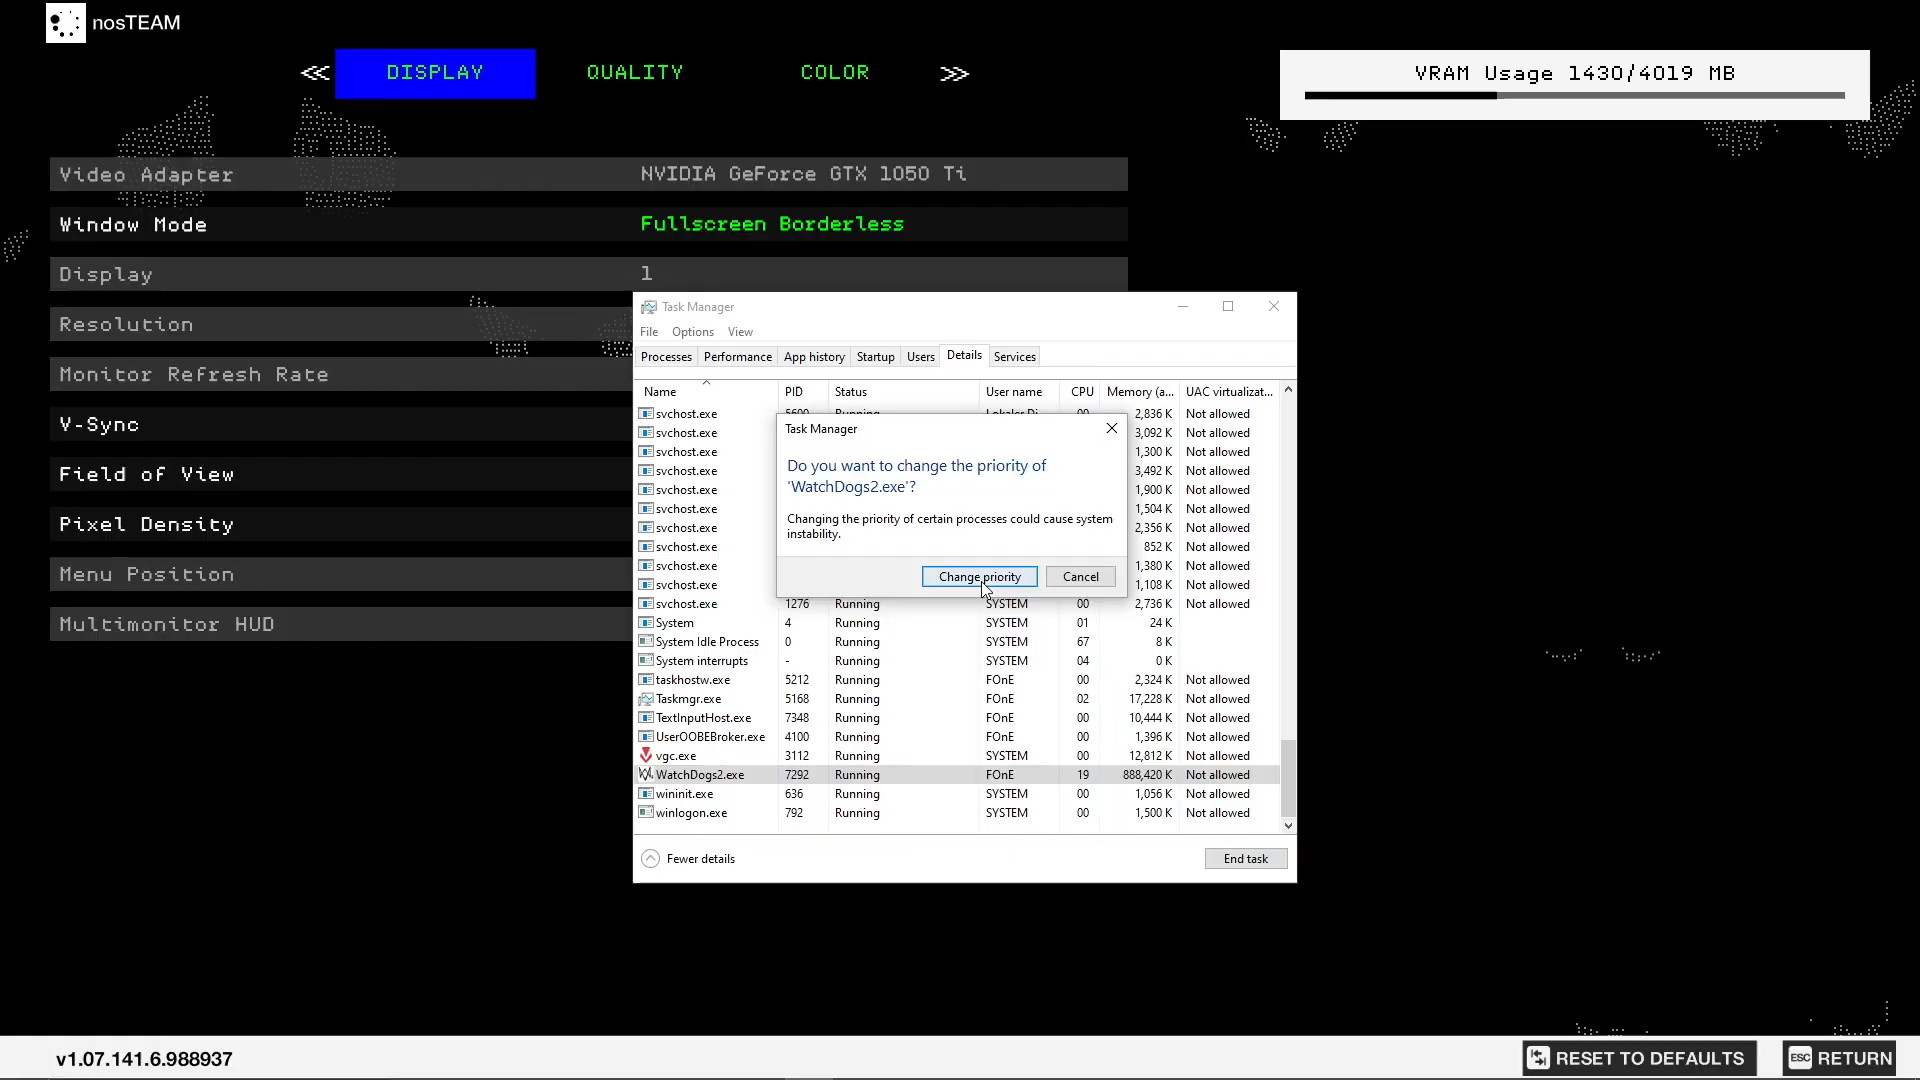 nosTEAM
<< DISPLAY QUALITY COLOR >>
VRAM Usage 1430/4019 MB
Video Adapter NVIDIA GeForce GTX 1050 Ti
Window Mode Fullscreen Borderless
Display 1
Resolution
Monitor Refresh Rate
V-Sync
Field of View
Pixel Density
Menu Position
Multimonitor HUD
Task Manager
File Options View
Processes Performance App history Startup Users Details Services
Name PID Status User name CPU Memory (a... UAC virtualizat...
svchost.exe 5600 Running Lokaler Di... 00 2,836 K Not allowed
svchost.exe 3,092 K Not allowed
svchost.exe 1,300 K Not allowed
svchost.exe 3,492 K Not allowed
svchost.exe 1,900 K Not allowed
svchost.exe 1,504 K Not allowed
svchost.exe 2,356 K Not allowed
svchost.exe 852 K Not allowed
svchost.exe 1,380 K Not allowed
svchost.exe 1,108 K Not allowed
svchost.exe 1276 Running SYSTEM 00 2,736 K Not allowed
System 4 Running SYSTEM 01 24 K
System Idle Process 0 Running SYSTEM 67 8 K
System interrupts - Running SYSTEM 04 0 K
taskhostw.exe 5212 Running FOnE 00 2,324 K Not allowed
Taskmgr.exe 5168 Running FOnE 02 17,228 K Not allowed
TextInputHost.exe 7348 Running FOnE 00 10,444 K Not allowed
UserOOBEBroker.exe 4100 Running FOnE 00 1,396 K Not allowed
vgc.exe 3112 Running SYSTEM 00 12,812 K Not allowed
WatchDogs2.exe 7292 Running FOnE 19 888,420 K Not allowed
wininit.exe 636 Running SYSTEM 00 1,056 K Not allowed
winlogon.exe 792 Running SYSTEM 00 1,500 K Not allowed
Fewer details End task
Task Manager
Do you want to change the priority of
'WatchDogs2.exe'?
Changing the priority of certain processes could cause system
instability.
Change priority Cancel
v1.07.141.6.988937
RESET TO DEFAULTS ESC RETURN